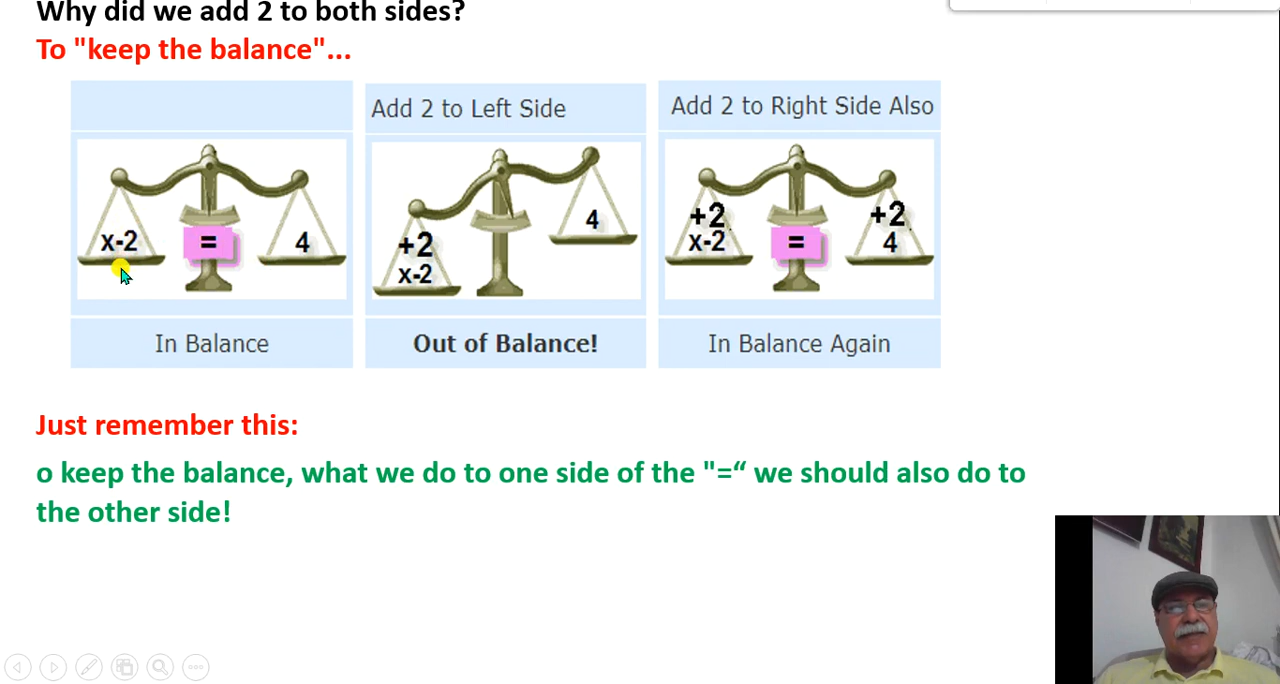 Why did we add 2 to both sides?
To "keep the balance"...
Add 2 to Left Side
Add 2 to Right Side Also
x-2
=
4
+2
x-2
4
+2
x-2
=
+2
4
In Balance
Out of Balance!
In Balance Again
Just remember this:
o keep the balance, what we do to one side of the "=“ we should also do to
the other side!